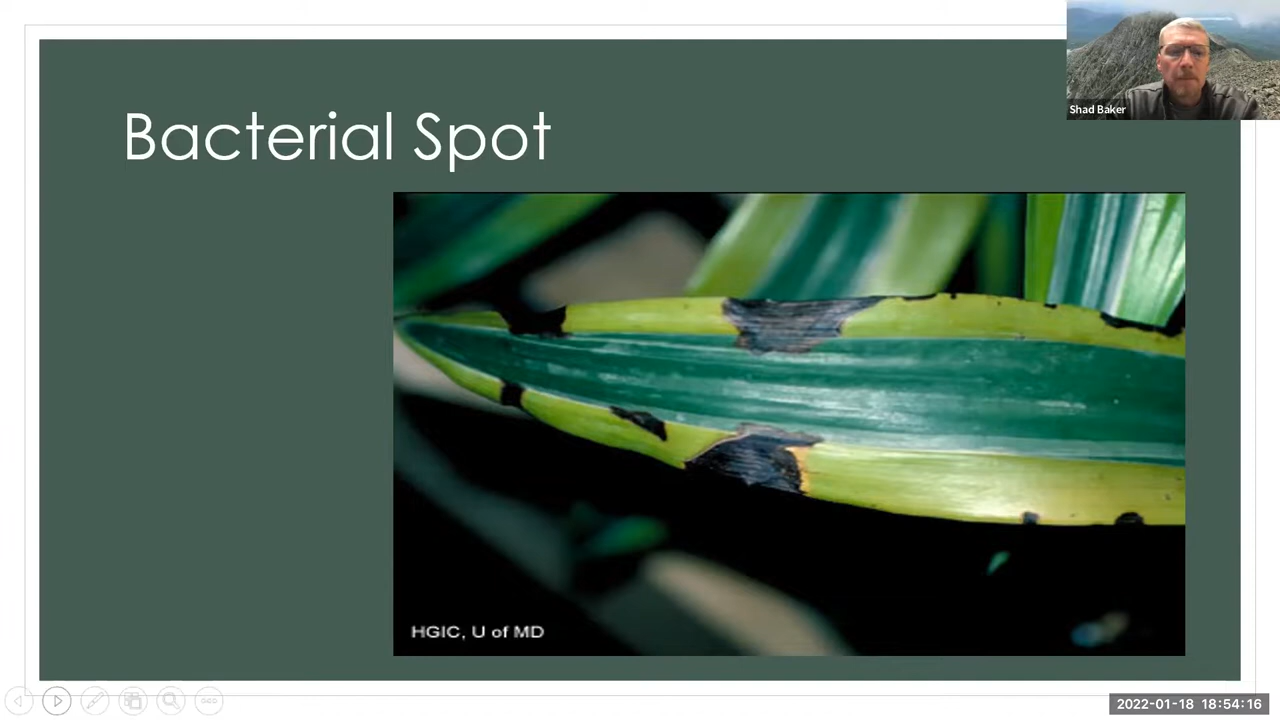 Bacterial Spot
Shad Baker
HGIC, U of MD
2022-01-18 18:54:16